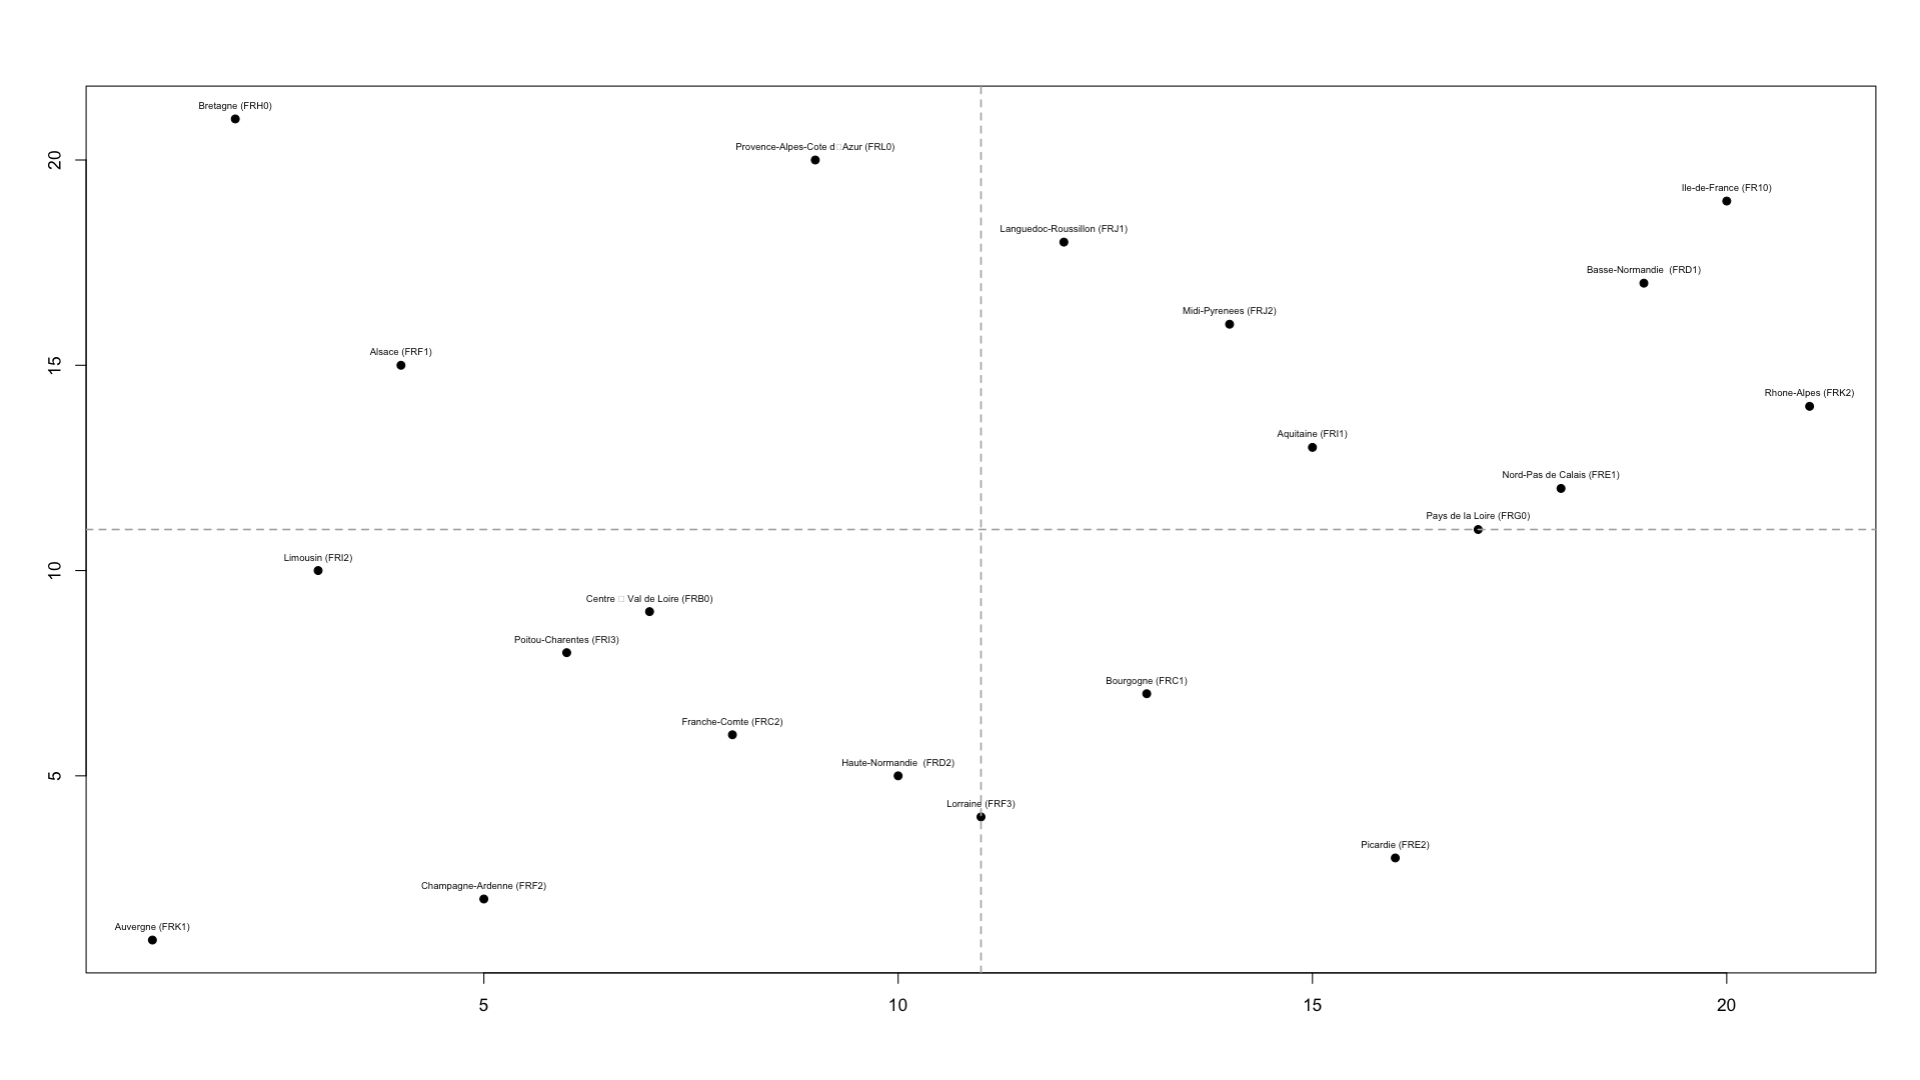 Bretagne (FRH0)
Provence-Alpes-Cote d□Azur (FRL0)
Ile-de-France (FR10)
Languedoc-Roussillon (FRJ1)
Basse-Normandie  (FRD1)
Midi-Pyrenees (FRJ2)
Alsace (FRF1)
Rhone-Alpes (FRK2)
Aquitaine (FRI1)
Nord-Pas de Calais (FRE1)
Pays de la Loire (FRG0)
Limousin (FRI2)
Centre □ Val de Loire (FRB0)
Poitou-Charentes (FRI3)
Bourgogne (FRC1)
Franche-Comte (FRC2)
Haute-Normandie  (FRD2)
Lorraine (FRF3)
Picardie (FRE2)
Champagne-Ardenne (FRF2)
Auvergne (FRK1)
20
15
10
5
5 10 15 20